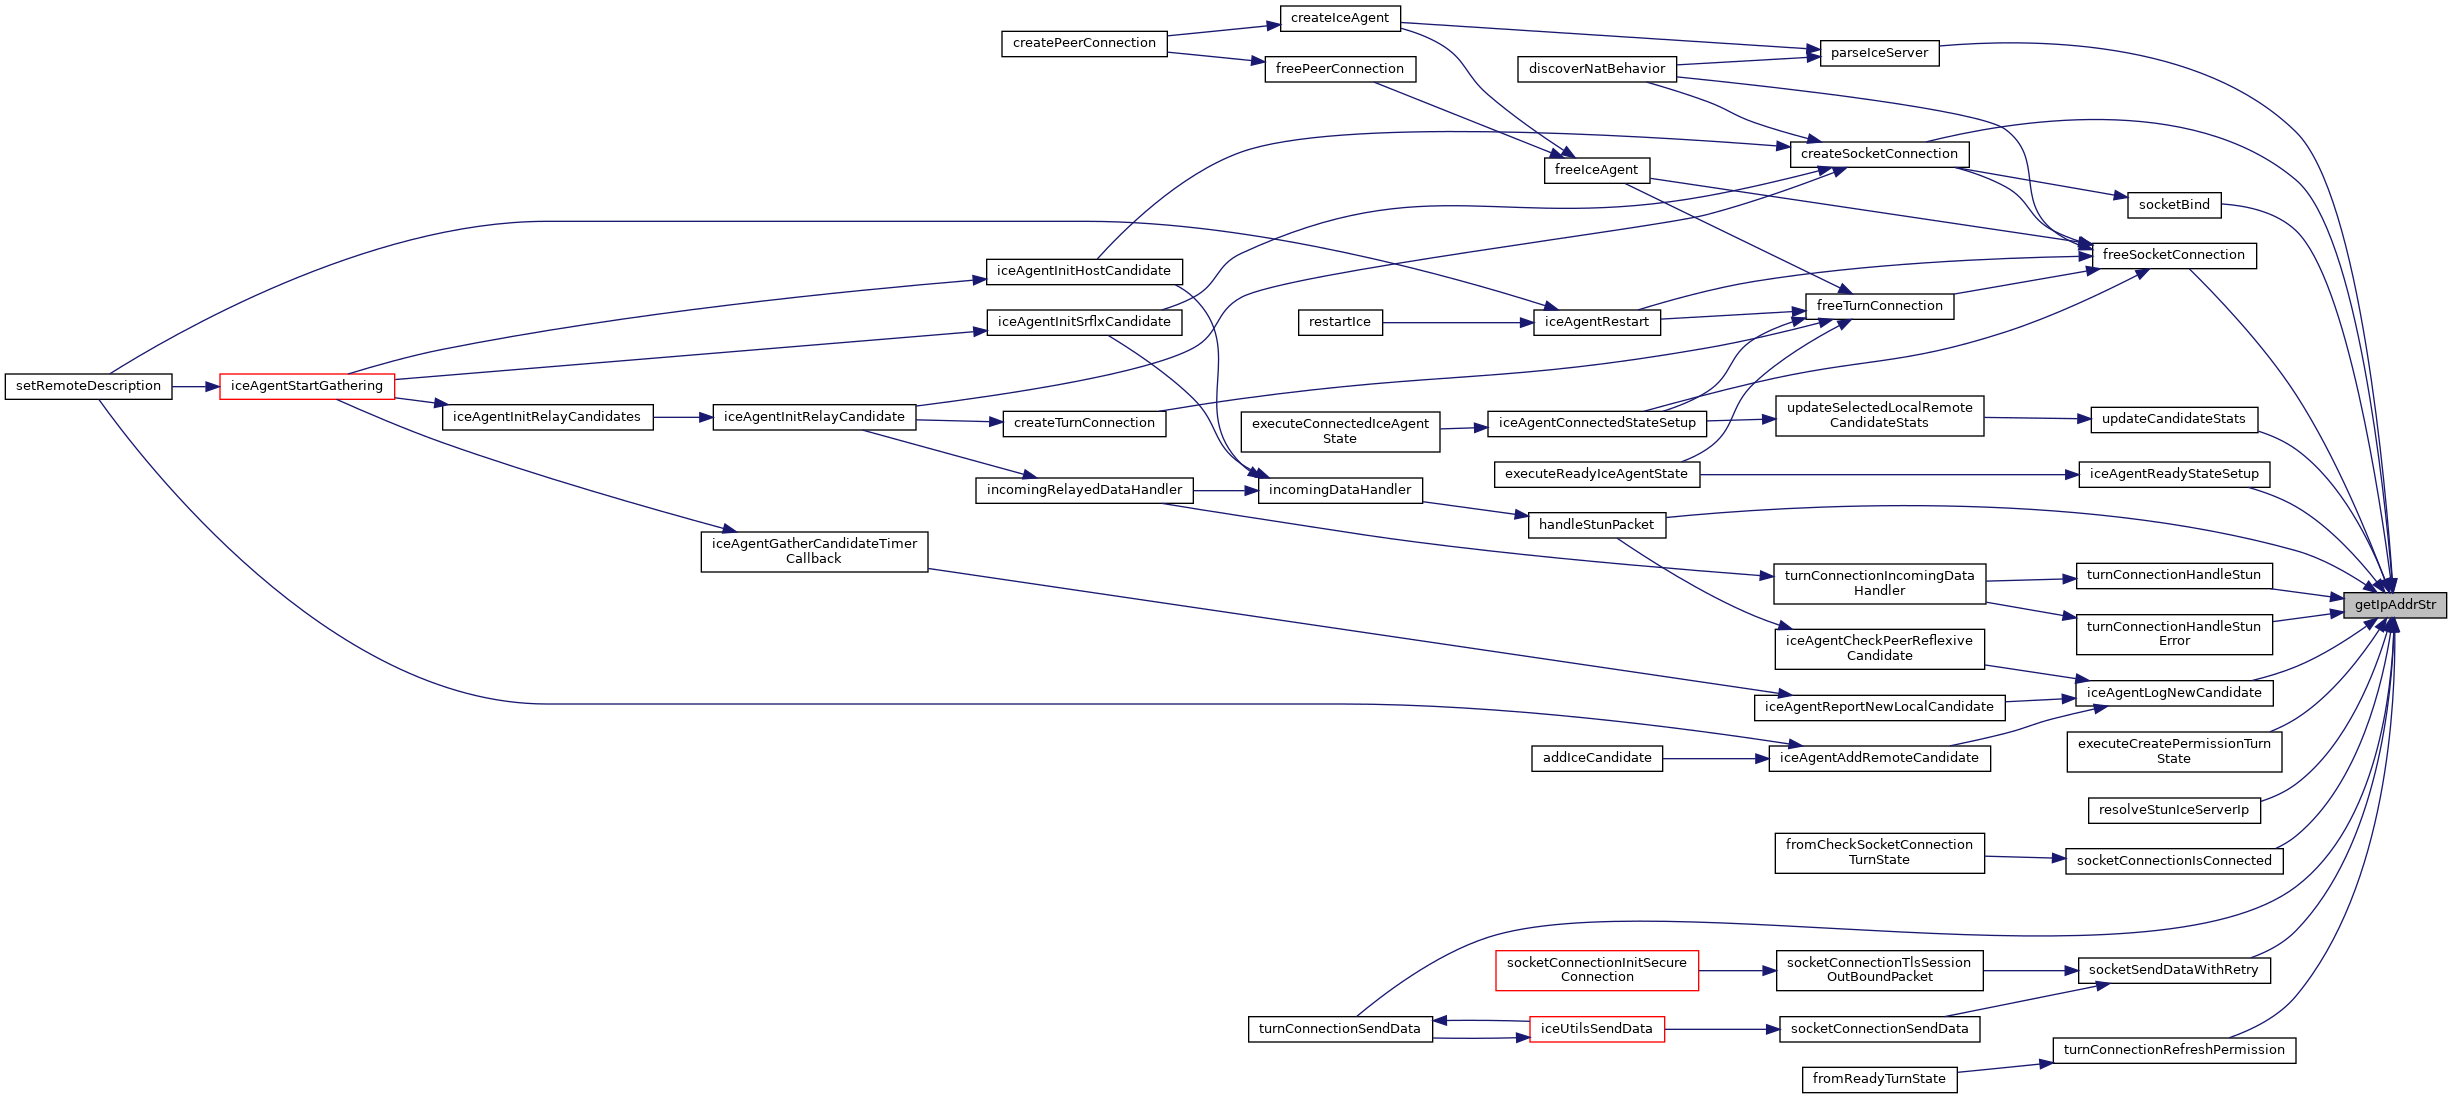 createIceAgent
createPeerConnection
parseIceServer
freePeerConnection
discoverNatBehavior
createSocketConnection
freeIceAgent
socketBind
freeSocketConnection
iceAgentInitHostCandidate
freeTurnConnection
iceAgentInitSrflxCandidate
restartIce
iceAgentRestart
setRemoteDescription
iceAgentStartGathering
iceAgentInitRelayCandidates
iceAgentInitRelayCandidate
createTurnConnection
executeConnectedIceAgent
State
iceAgentConnectedStateSetup
updateSelectedLocalRemote
CandidateStats
updateCandidateStats
executeReadyIceAgentState
iceAgentReadyStateSetup
incomingRelayedDataHandler
incomingDataHandler
handleStunPacket
iceAgentGatherCandidateTimer
Callback
turnConnectionIncomingData
Handler
turnConnectionHandleStun
getIpAddrStr
turnConnectionHandleStun
Error
iceAgentCheckPeerReflexive
Candidate
iceAgentLogNewCandidate
iceAgentReportNewLocalCandidate
executeCreatePermissionTurn
State
addIceCandidate
iceAgentAddRemoteCandidate
resolveStunIceServerIp
fromCheckSocketConnection
TurnState
socketConnectionIsConnected
socketConnectionInitSecure
Connection
socketConnectionTlsSession
OutBoundPacket
socketSendDataWithRetry
turnConnectionSendData
iceUtilsSendData
socketConnectionSendData
turnConnectionRefreshPermission
fromReadyTurnState